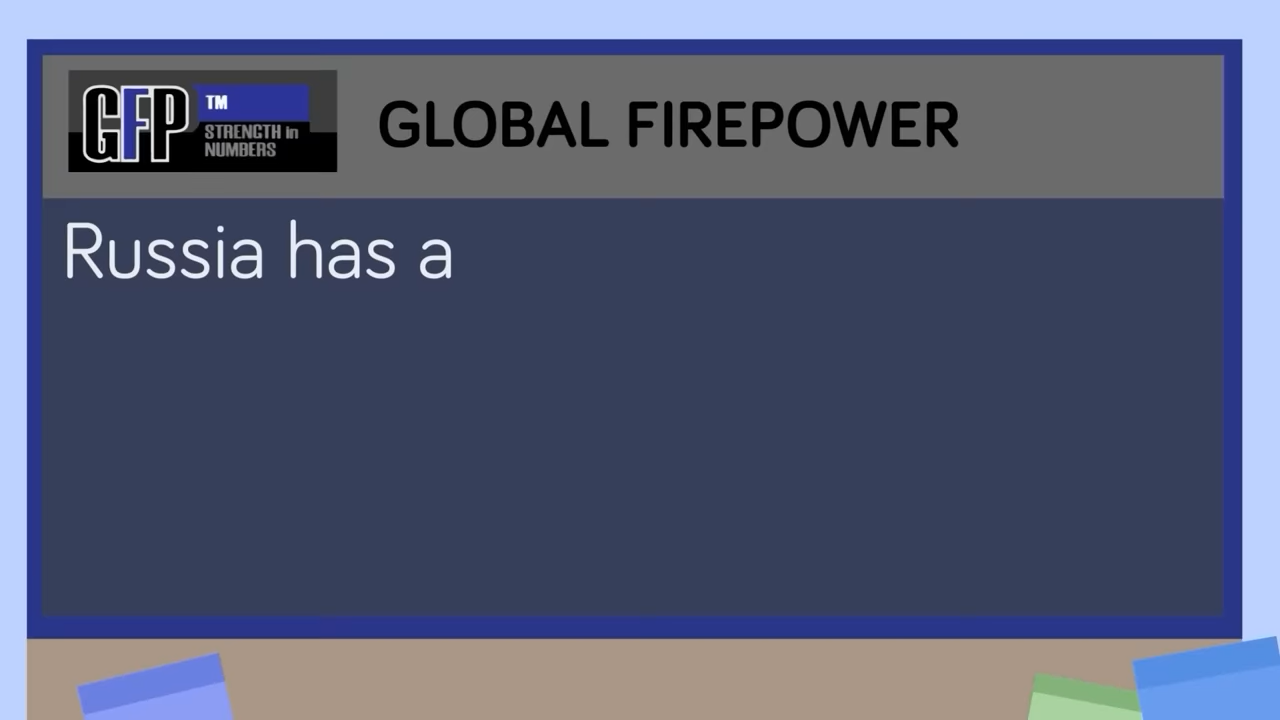 GFP
TM
STRENGTH in
NUMBERS
GLOBAL FIREPOWER
Russia has a